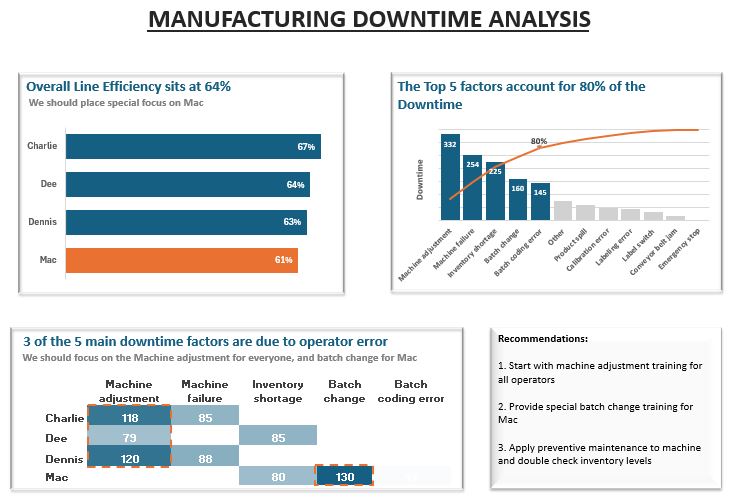 MANUFACTURING DOWNTIME ANALYSIS
Overall Line Efficiency sits at 64%
We should place special focus on Mac
Charlie 67%
Dee 64%
Dennis 63%
Mac 61%
The Top 5 factors account for 80% of the
Downtime
Downtime
80%
332
254
225
160
145
Machine adjustment
Machine failure
Inventory shortage
Batch change
Batch coding error
Other
Product spill
Calibration error
Labeling error
Label switch
Conveyor belt jam
Emergency stop
3 of the 5 main downtime factors are due to operator error
We should focus on the Machine adjustment for everyone, and batch change for Mac
Machine Machine Inventory Batch Batch
adjustment failure shortage change coding error
Charlie 118 85
Dee 79 85
Dennis 120 88
Mac 80 130
Recommendations:
1. Start with machine adjustment training for
all operators
2. Provide special batch change training for
Mac
3. Apply preventive maintenance to machine
and double check inventory levels